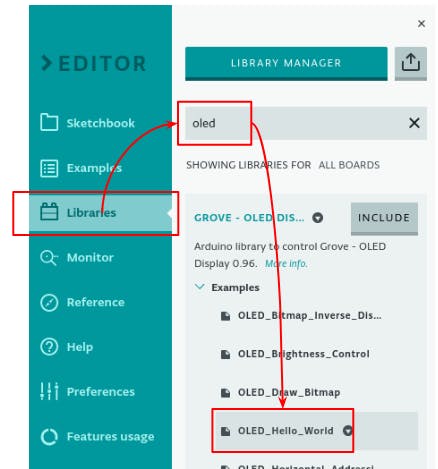 ×
EDITOR
LIBRARY MANAGER
Sketchbook
Examples
Libraries
Monitor
Reference
Help
Preferences
Features usage
oled
SHOWING LIBRARIES FOR ALL BOARDS
GROVE - OLED DIS...
INCLUDE
Arduino library to control Grove - OLED
Display 0.96. More info.
Examples
OLED_Bitmap_Inverse_Dis...
OLED_Brightness_Control
OLED_Draw_Bitmap
OLED_Hello_World
OLED_Horizontal_Addressi